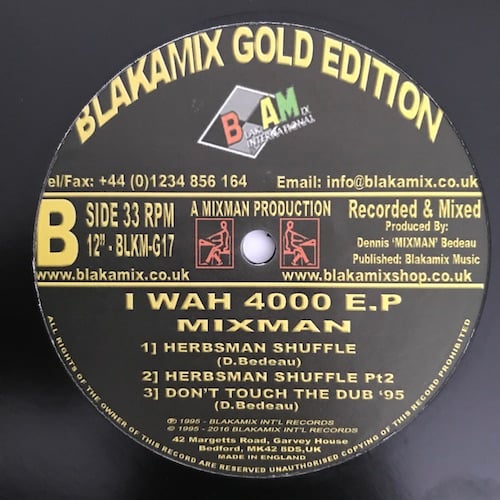 BLAKAMIX GOLD EDITION
BLAKAMIX
INTERNATIONAL
el/Fax: +44 (0)1234 856 164
Email: info@blakamix.co.uk
B
SIDE 33 RPM
12" - BLKM-G17
A MIXMAN PRODUCTION
Recorded & Mixed
Produced By:
Dennis 'MIXMAN' Bedeau
Published: Blakamix Music
www.blakamix.co.uk
www.blakamixshop.co.uk
I WAH 4000 E.P
MIXMAN
1] HERBSMAN SHUFFLE
(D.Bedeau)
2] HERBSMAN SHUFFLE Pt2
3] DON'T TOUCH THE DUB '95
(D.Bedeau)
℗ 1995 - BLAKAMIX INT'L RECORDS
© 1995 - 2016 BLAKAMIX INT'L RECORDS
42 Margetts Road, Garvey House
Bedford, MK42 8DS,UK
MADE IN ENGLAND
ALL RIGHTS OF THE OWNER OF THIS RECORD ARE RESERVED UNAUTHORISED COPYING OF THIS RECORD PROHIBITED